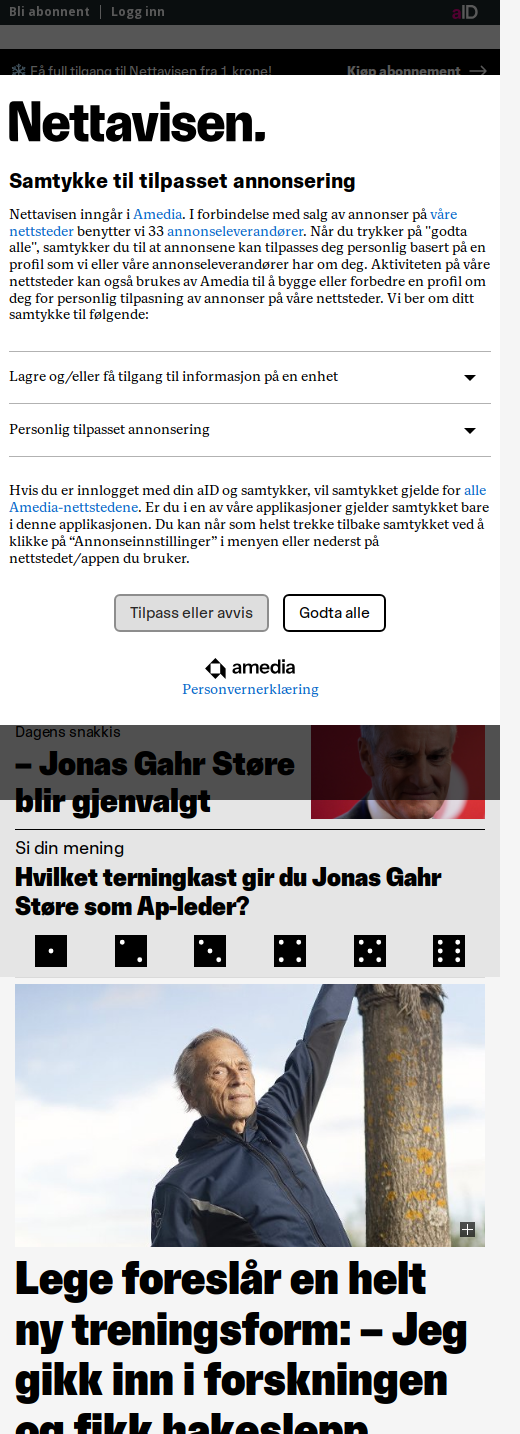 Bli abonnent | Logg inn
aID
Få full tilgang til Nettavisen fra 1 krone!
Kjøp abonnement
Nettavisen.
Samtykke til tilpasset annonsering
Nettavisen inngår i Amedia. I forbindelse med salg av annonser på våre
nettsteder benytter vi 33 annonseleverandører. Når du trykker på "godta
alle", samtykker du til at annonsene kan tilpasses deg personlig basert på en
profil som vi eller våre annonseleverandører har om deg. Aktiviteten på våre
nettsteder kan også brukes av Amedia til å bygge eller forbedre en profil om
deg for personlig tilpasning av annonser på våre nettsteder. Vi ber om ditt
samtykke til følgende:
Lagre og/eller få tilgang til informasjon på en enhet
Personlig tilpasset annonsering
Hvis du er innlogget med din aID og samtykker, vil samtykket gjelde for alle
Amedia-nettstedene. Er du i en av våre applikasjoner gjelder samtykket bare
i denne applikasjonen. Du kan når som helst trekke tilbake samtykket ved å
klikke på “Annonseinnstillinger” i menyen eller nederst på
nettstedet/appen du bruker.
Tilpass eller avvis
Godta alle
amedia
Personvernerklæring
Dagens snakkis
– Jonas Gahr Støre
blir gjenvalgt
Si din mening
Hvilket terningkast gir du Jonas Gahr
Støre som Ap-leder?
Lege foreslår en helt
ny treningsform: – Jeg
gikk inn i forskningen
og fikk hakeslepp